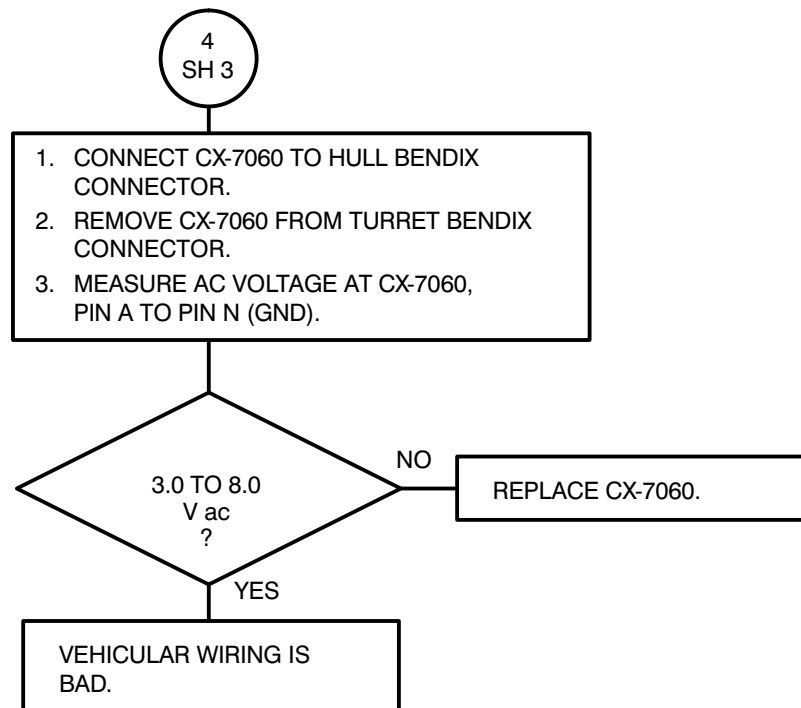 4
SH 3
1. CONNECT CX-7060 TO HULL BENDIX
CONNECTOR.
2. REMOVE CX-7060 FROM TURRET BENDIX
CONNECTOR.
3. MEASURE AC VOLTAGE AT CX-7060,
PIN A TO PIN N (GND).
3.0 TO 8.0
V ac
?
NO
REPLACE CX-7060.
YES
VEHICULAR WIRING IS
BAD.